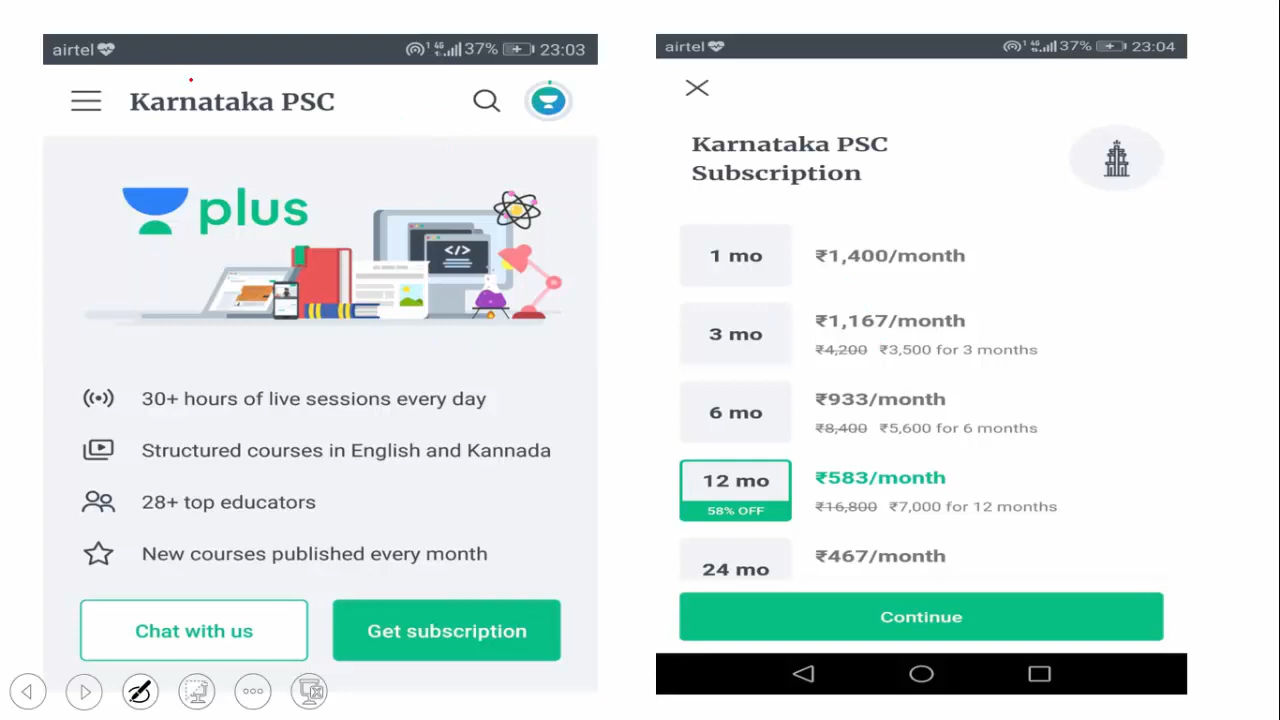 airtel 1 4G 37% 23:03
Karnataka PSC
plus
</>
30+ hours of live sessions every day
Structured courses in English and Kannada
28+ top educators
New courses published every month
Chat with us
Get subscription
airtel 1 4G 37% 23:04
Karnataka PSC
Subscription
1 mo ₹1,400/month
3 mo ₹1,167/month
₹4,200 ₹3,500 for 3 months
6 mo ₹933/month
₹8,400 ₹5,600 for 6 months
12 mo ₹583/month
58% OFF ₹16,800 ₹7,000 for 12 months
24 mo ₹467/month
Continue